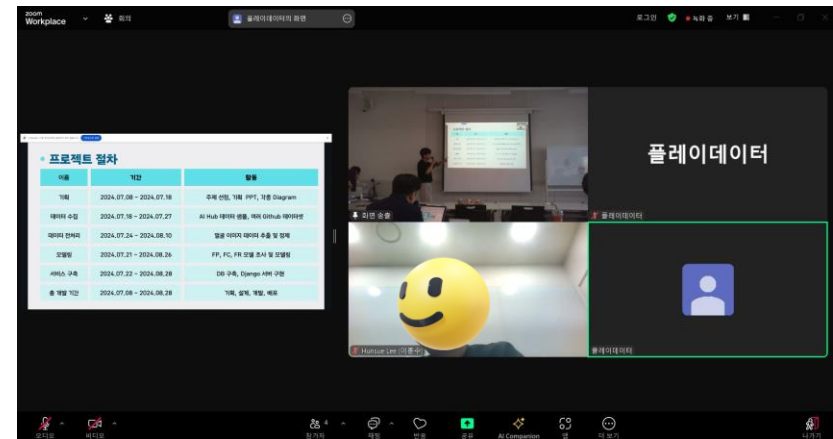 zoom
Workplace
회의
플레이데이터의 화면
로그인
녹화 중
보기
프로젝트 절차
이름 기간 활동
기획 2024.07.08 ~ 2024.07.18 주제 선정, 기획 PPT, 각종 Diagram
데이터 수집 2024.07.18 ~ 2024.07.27 AI Hub 데이터 샘플, 여러 Github 데이터셋
데이터 전처리 2024.07.24 ~ 2024.08.10 얼굴 이미지 데이터 추출 및 정제
모델링 2024.07.21 ~ 2024.08.26 FP, FC, FR 모델 조사 및 모델링
서비스 구축 2024.07.22 ~ 2024.08.28 DB 구축, Django 서버 구현
총 개발 기간 2024.07.08 ~ 2024.08.28 기획, 설계, 개발, 배포
화면 송출
플레이데이터
플레이데이터
Hunsue Lee
플레이데이터
오디오
비디오
4
참가자
채팅
반응
공유
AI Companion
앱
더 보기
나가기